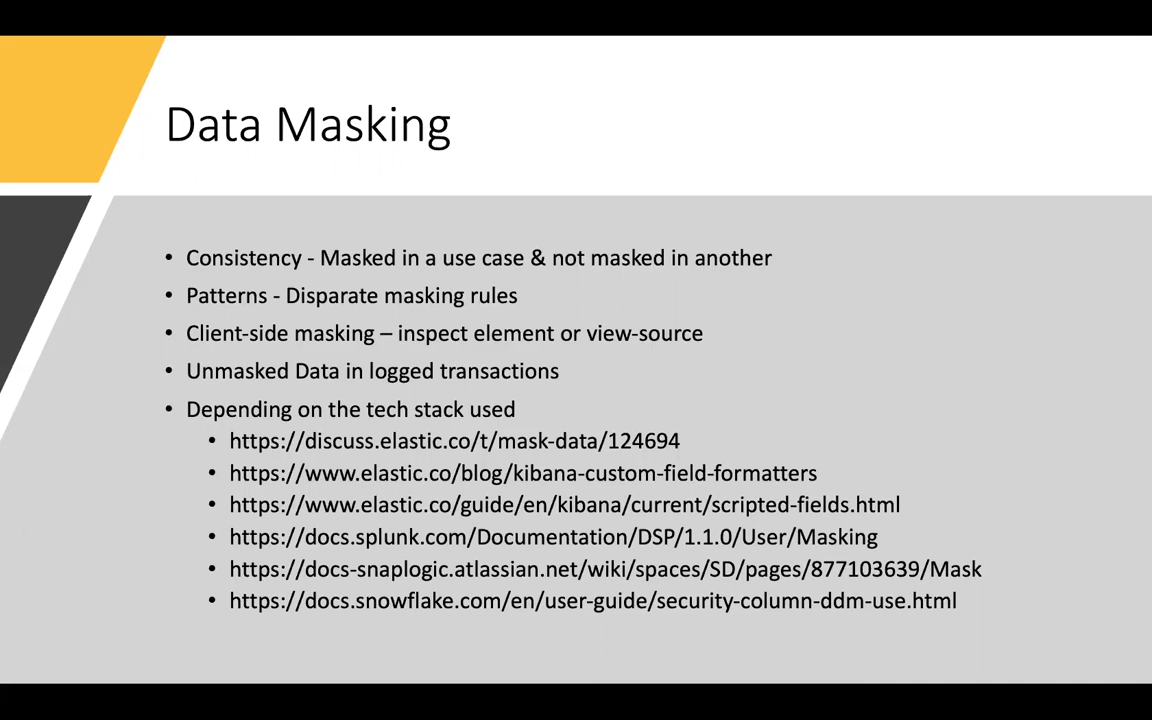 Data Masking
• Consistency - Masked in a use case & not masked in another
• Patterns - Disparate masking rules
• Client-side masking – inspect element or view-source
• Unmasked Data in logged transactions
• Depending on the tech stack used
• https://discuss.elastic.co/t/mask-data/124694
• https://www.elastic.co/blog/kibana-custom-field-formatters
• https://www.elastic.co/guide/en/kibana/current/scripted-fields.html
• https://docs.splunk.com/Documentation/DSP/1.1.0/User/Masking
• https://docs-snaplogic.atlassian.net/wiki/spaces/SD/pages/877103639/Mask
• https://docs.snowflake.com/en/user-guide/security-column-ddm-use.html